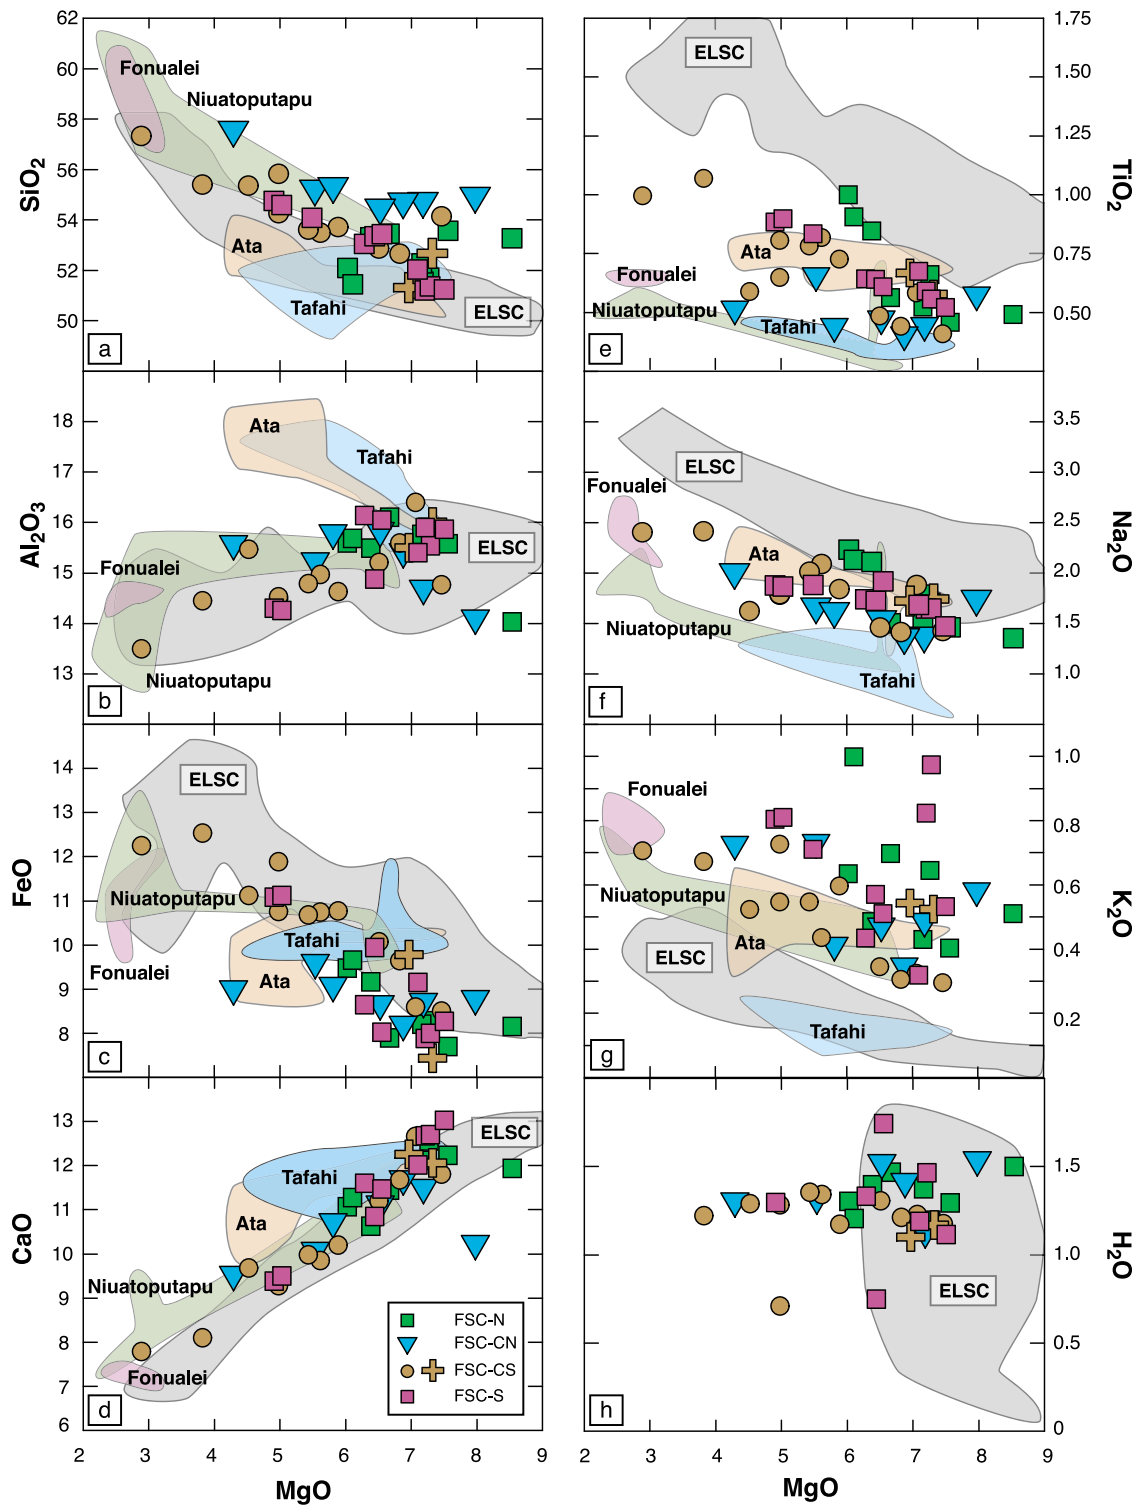 62
60
58
56
54
52
50
SiO2
Fonualei
Niuatoputapu
Ata
Tafahi
ELSC
a
1.75
1.50
1.25
1.00
0.75
0.50
TiO2
ELSC
Ata
Fonualei
Niuatoputapu
Tafahi
e
18
17
16
15
14
13
Al2O3
Ata
Tafahi
ELSC
Fonualei
Niuatoputapu
b
3.5
3.0
2.5
2.0
1.5
1.0
Na2O
ELSC
Fonualei
Ata
Niuatoputapu
Tafahi
f
14
13
12
11
10
9
8
FeO
ELSC
Niuatoputapu
Tafahi
Fonualei
Ata
c
1.0
0.8
0.6
0.4
0.2
K2O
Fonualei
Niuatoputapu
Ata
ELSC
Tafahi
g
13
12
11
10
9
8
7
6
CaO
ELSC
Tafahi
Ata
Niuatoputapu
Fonualei
d
FSC-N
FSC-CN
FSC-CS
FSC-S
1.5
1.0
0.5
0
H2O
ELSC
h
2 3 4 5 6 7 8 9
MgO
2 3 4 5 6 7 8 9
MgO